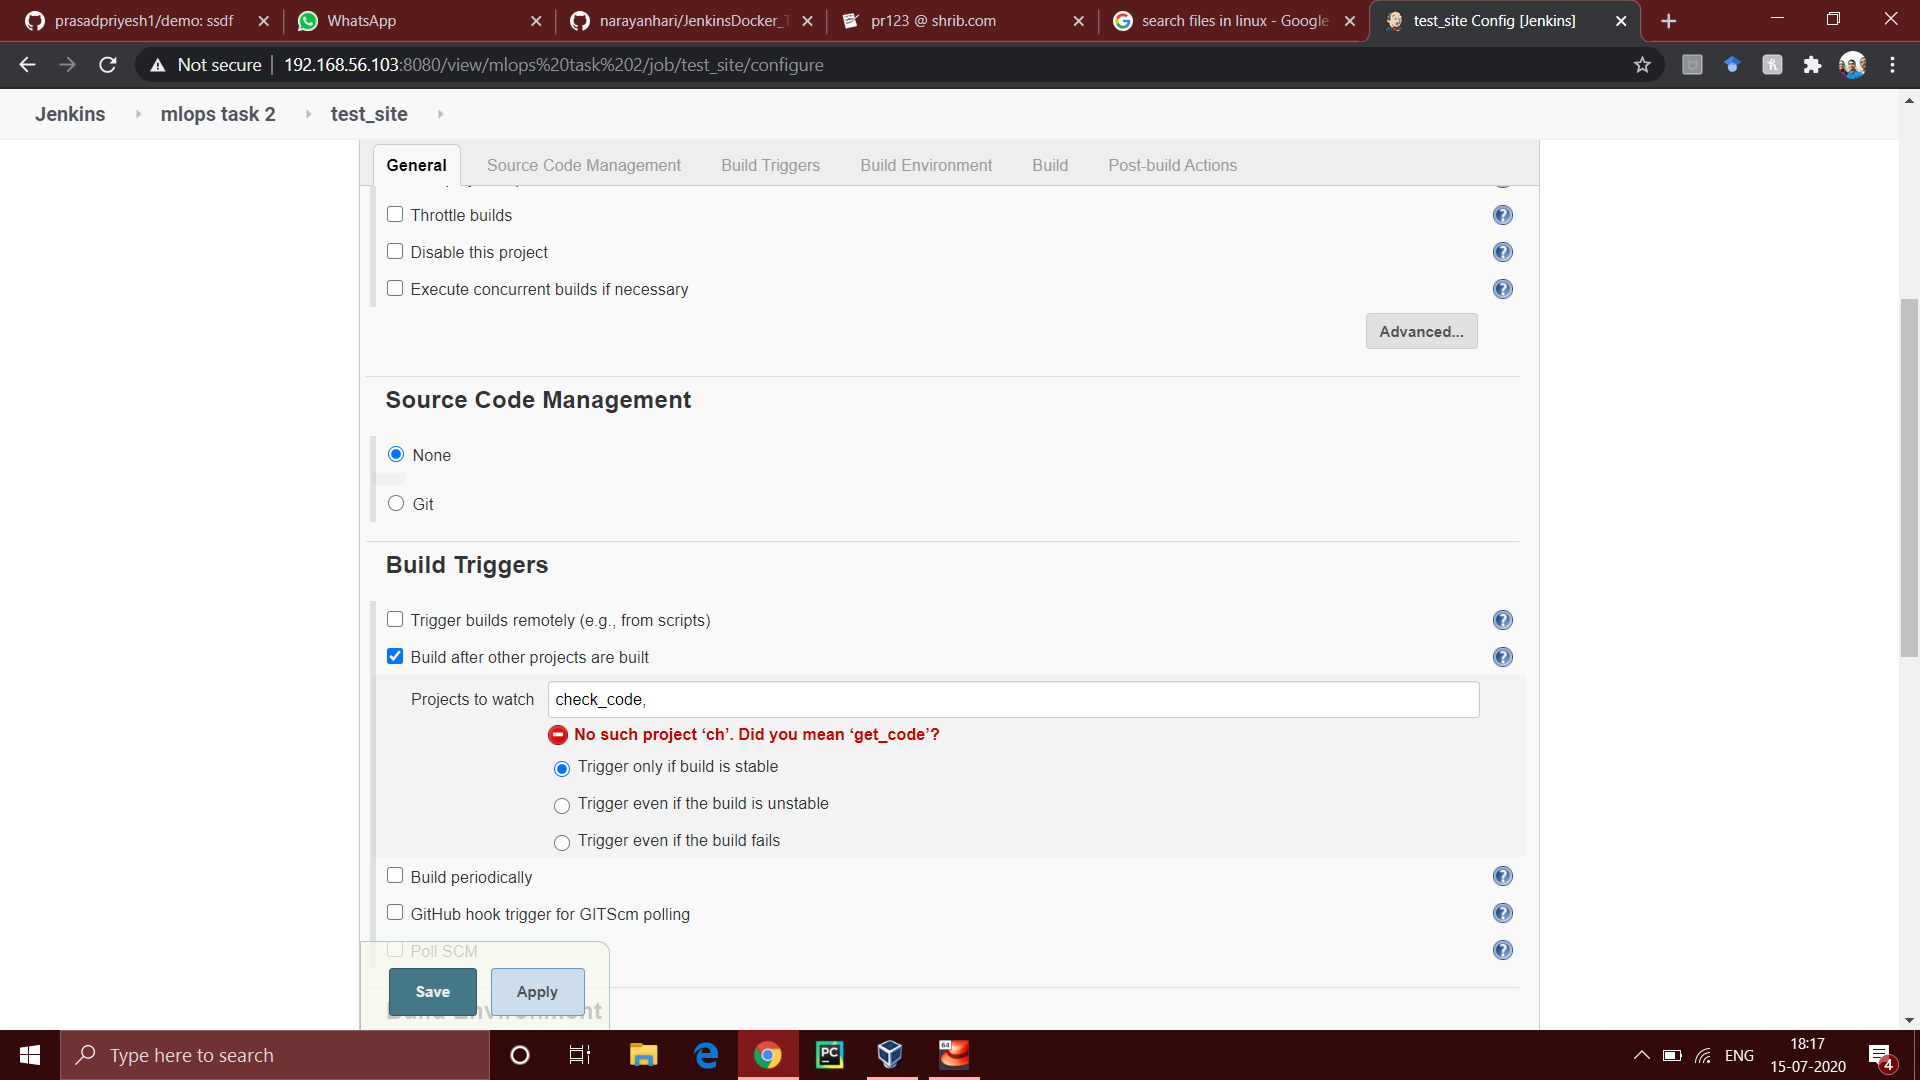 prasadpriyesh1/demo: ssdf
WhatsApp
narayanhari/JenkinsDocker_T
pr123 @ shrib.com
search files in linux - Google
test_site Config [Jenkins]
Not secure
192.168.56.103:8080/view/mlops%20task%202/job/test_site/configure
Jenkins
mlops task 2
test_site
General
Source Code Management
Build Triggers
Build Environment
Build
Post-build Actions
Throttle builds
Disable this project
Execute concurrent builds if necessary
Advanced...
Source Code Management
None
Git
Build Triggers
Trigger builds remotely (e.g., from scripts)
Build after other projects are built
Projects to watch
check_code,
No such project ‘ch’. Did you mean ‘get_code’?
Trigger only if build is stable
Trigger even if the build is unstable
Trigger even if the build fails
Build periodically
GitHub hook trigger for GITScm polling
Poll SCM
Save
Apply
Build Environment
Type here to search
PC
64
ENG
18:17
15-07-2020
4